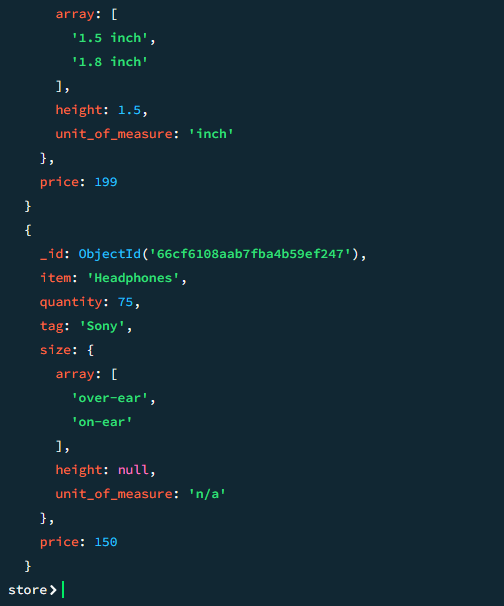 array: [
'1.5 inch',
'1.8 inch'
],
height: 1.5,
unit_of_measure: 'inch'
},
price: 199
}
{
_id: ObjectId('66cf6108aab7fba4b59ef247'),
item: 'Headphones',
quantity: 75,
tag: 'Sony',
size: {
array: [
'over-ear',
'on-ear'
],
height: null,
unit_of_measure: 'n/a'
},
price: 150
}
store>